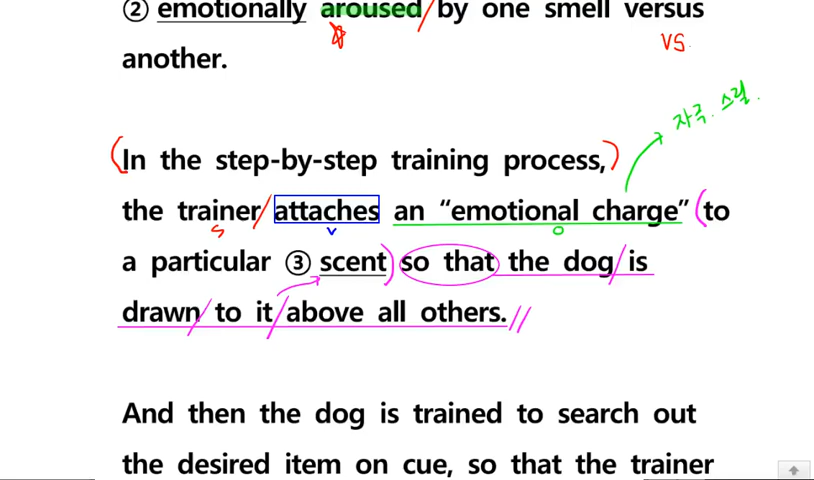 ② emotionally aroused by one smell versus
VS.
another.
자극. 스릴.
In the step-by-step training process,
the trainer attaches an “emotional charge” to
S V O
a particular ③ scent so that the dog is
drawn to it above all others.
And then the dog is trained to search out
the desired item on cue, so that the trainer